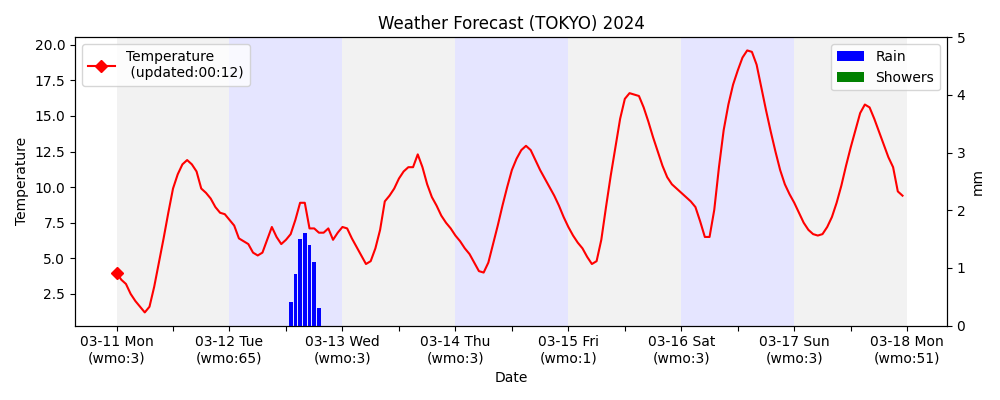 Weather Forecast (TOKYO) 2024
Temperature
(updated:00:12)
Rain
Showers
20.0
17.5
15.0
12.5
10.0
7.5
5.0
2.5
Temperature
5
4
3
2
1
0
mm
03-11 Mon 03-12 Tue 03-13 Wed 03-14 Thu 03-15 Fri 03-16 Sat 03-17 Sun 03-18 Mon
(wmo:3) (wmo:65) (wmo:3) (wmo:3) (wmo:1) (wmo:3) (wmo:3) (wmo:51)
Date